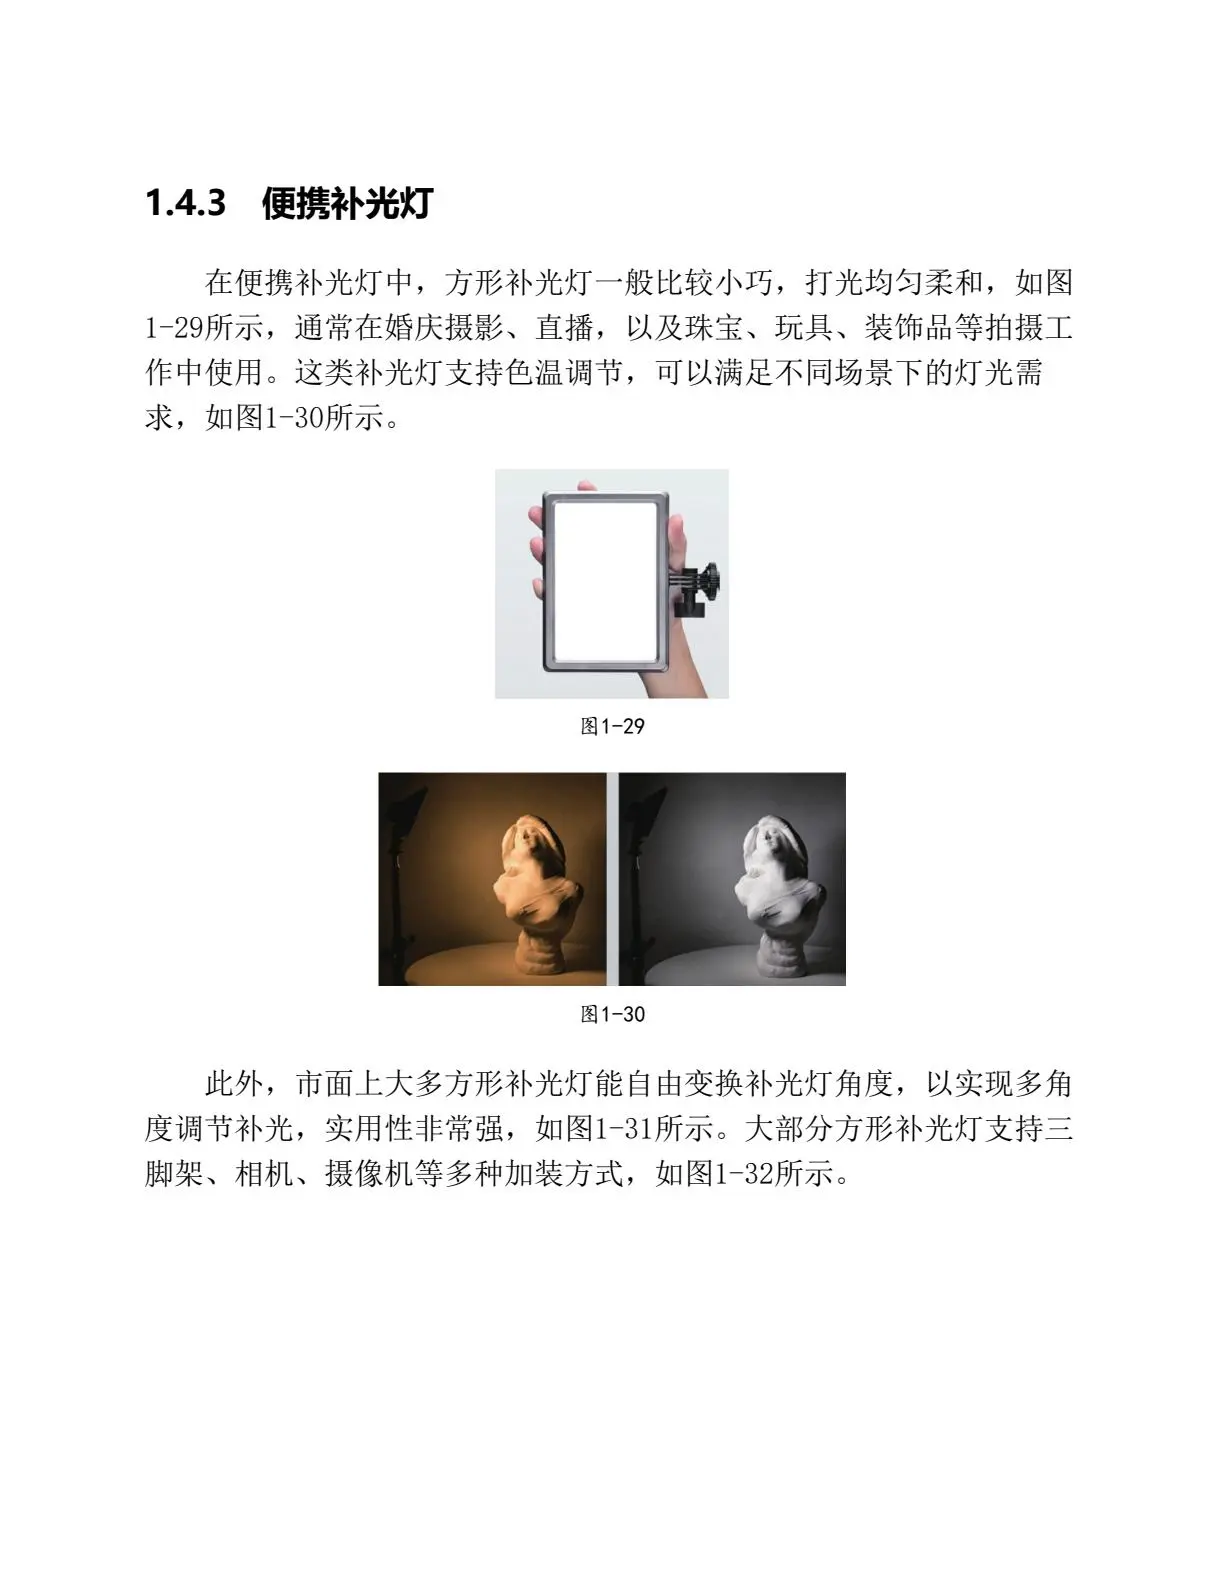 1.4.3 便携补光灯
在便携补光灯中，方形补光灯一般比较小巧，打光均匀柔和，如图
1-29所示，通常在婚庆摄影、直播，以及珠宝、玩具、装饰品等拍摄工
作中使用。这类补光灯支持色温调节，可以满足不同场景下的灯光需
求，如图1-30所示。
图1-29
图1-30
此外，市面上大多方形补光灯能自由变换补光灯角度，以实现多角
度调节补光，实用性非常强，如图1-31所示。大部分方形补光灯支持三
脚架、相机、摄像机等多种加装方式，如图1-32所示。